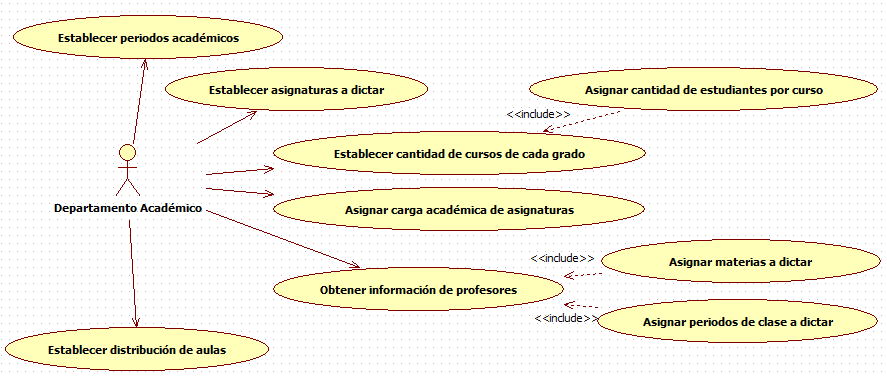 Establecer periodos académicos
Establecer asignaturas a dictar
Asignar cantidad de estudiantes por curso
<<include>>
Establecer cantidad de cursos de cada grado
Departamento Académico
Asignar carga académica de asignaturas
<<include>>
Asignar materias a dictar
Obtener información de profesores
<<include>>
Asignar periodos de clase a dictar
Establecer distribución de aulas